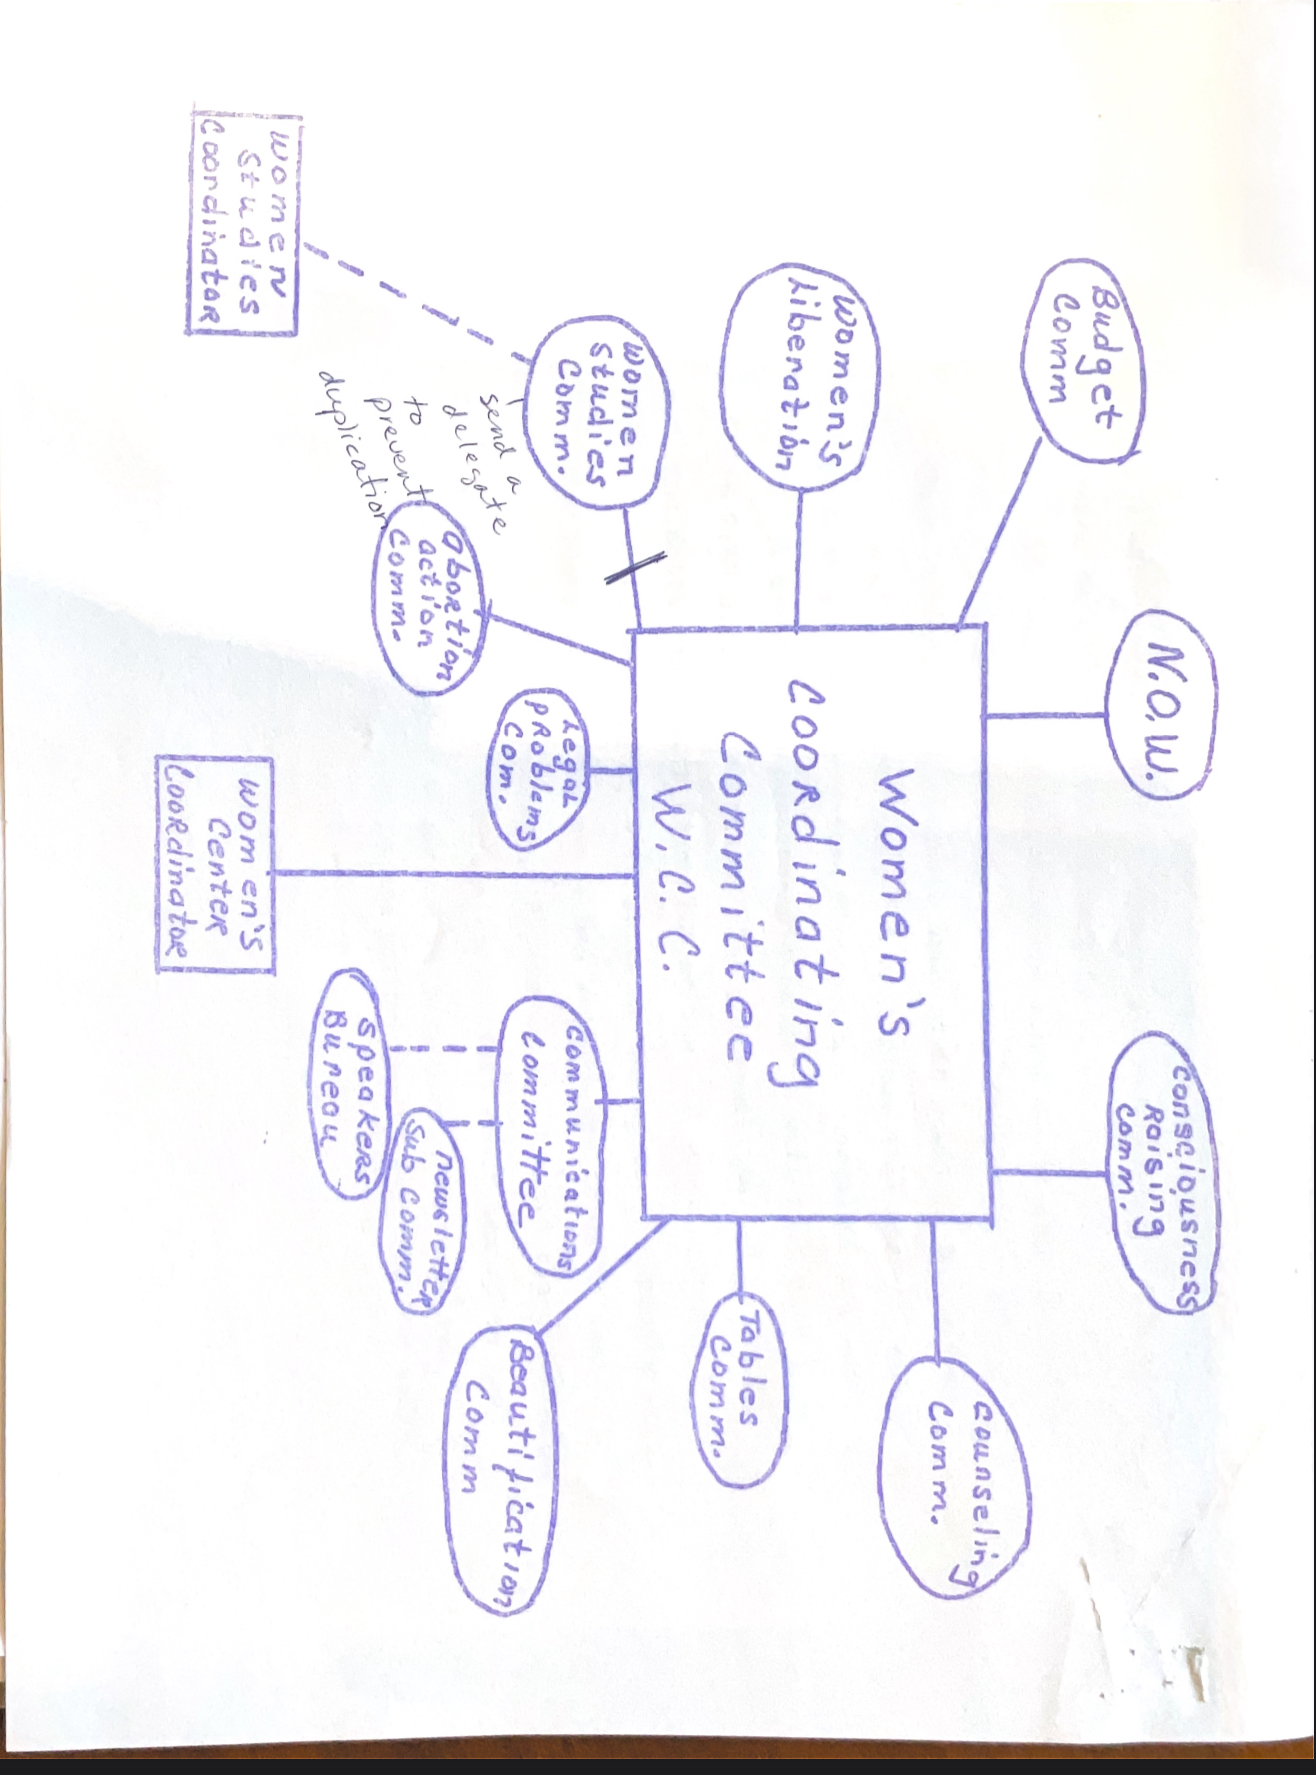 Budget
Comm
N.O.W.
Consciousness
Raising
Comm.
Women's
Liberation
Women's
Coordinating
Committee
W.C.C.
Counseling
Comm.
Tables
Comm.
Women
Studies
Comm.
Women
Studies
Coordinator
send a
delegate
to
prevent
duplication
Abortion
action
Comm.
Legal
Problems
Com.
Women's
Center
Coordinator
Communications
Committee
Speakers
Bureau
newsletter
Sub Comm.
Beautification
Comm